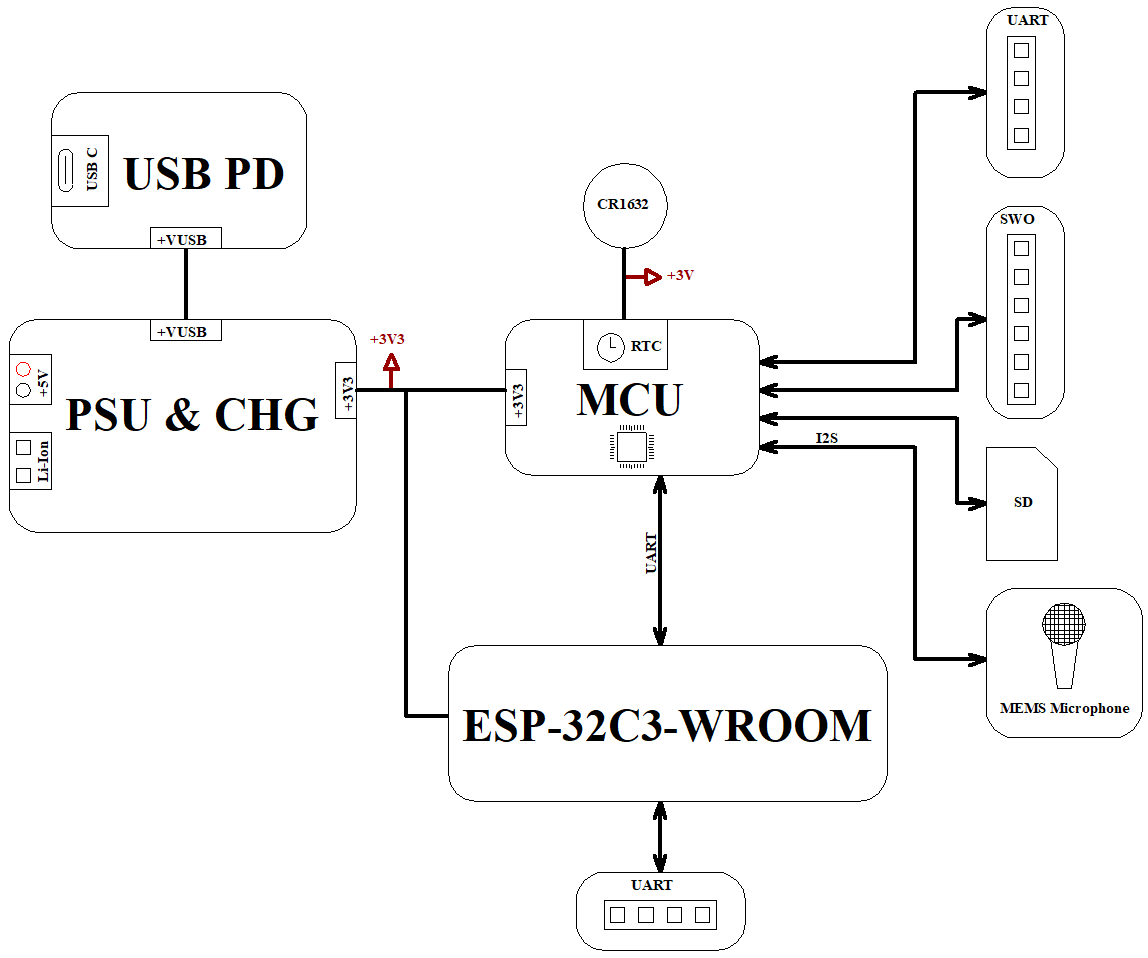 UART
USB C
USB PD
+VUSB
CR1632
+3V
SWO
+VUSB
+3V3
+5V
PSU & CHG
+3V3
Li-Ion
RTC
+3V3
MCU
I2S
SD
UART
MEMS Microphone
ESP-32C3-WROOM
UART